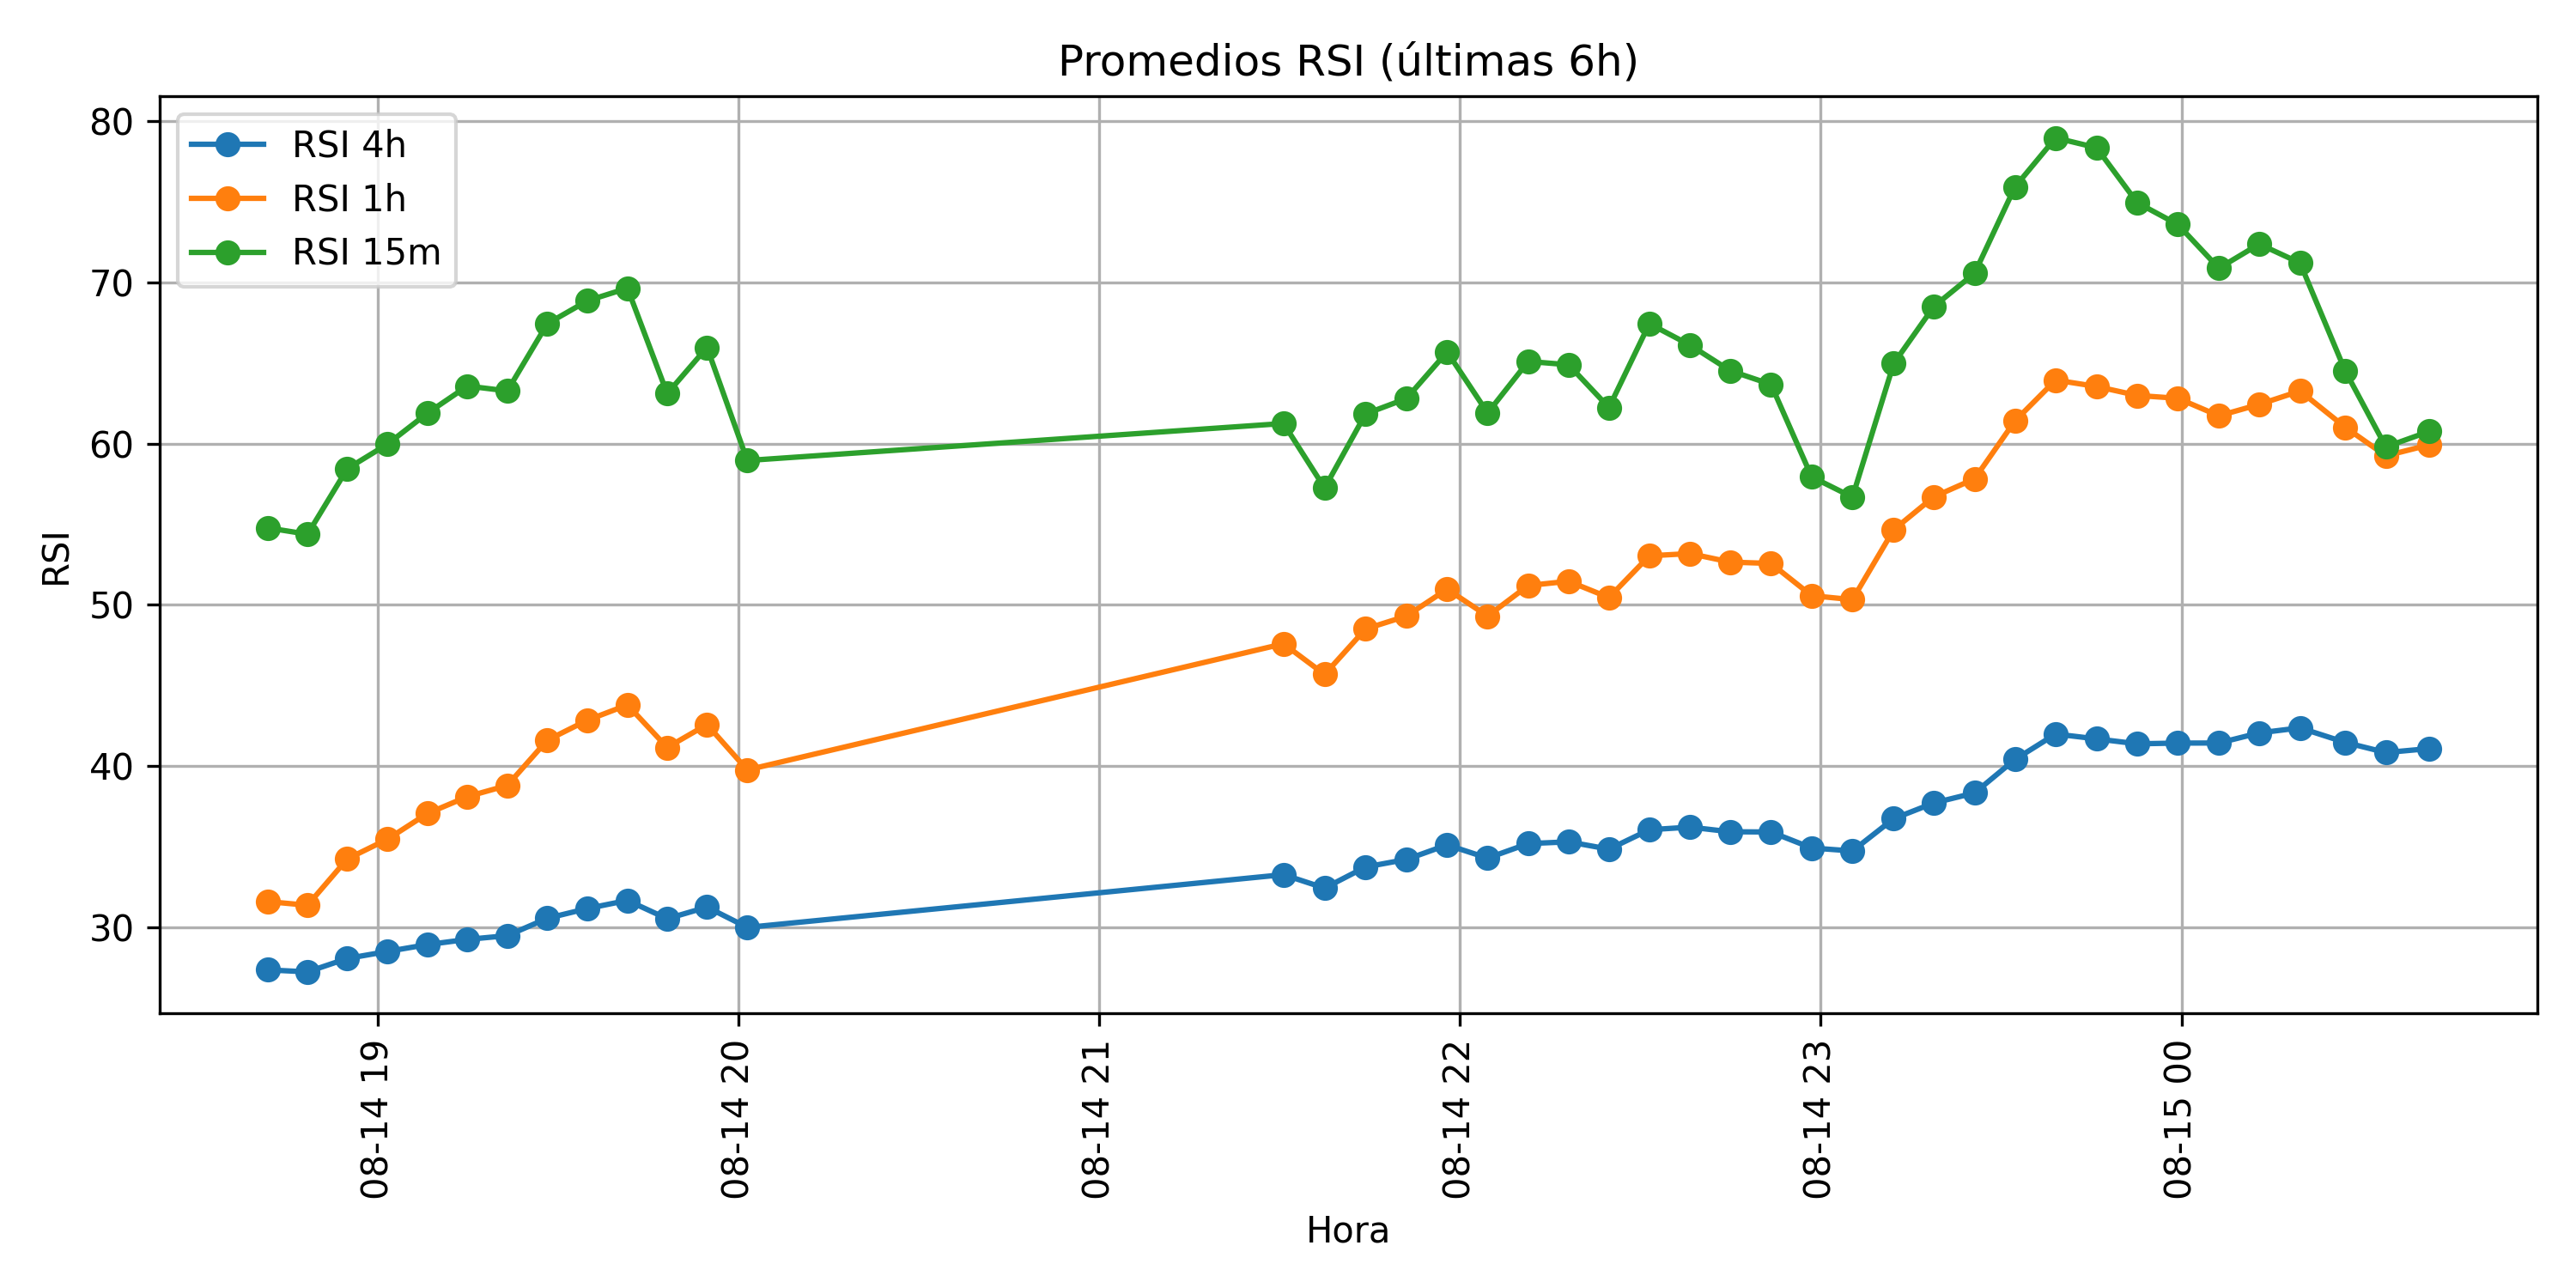 Promedios RSI (últimas 6h)
RSI 4h
RSI 1h
RSI 15m
80
70
60
50
40
30
RSI
08-14 19
08-14 20
08-14 21
08-14 22
08-14 23
08-15 00
Hora